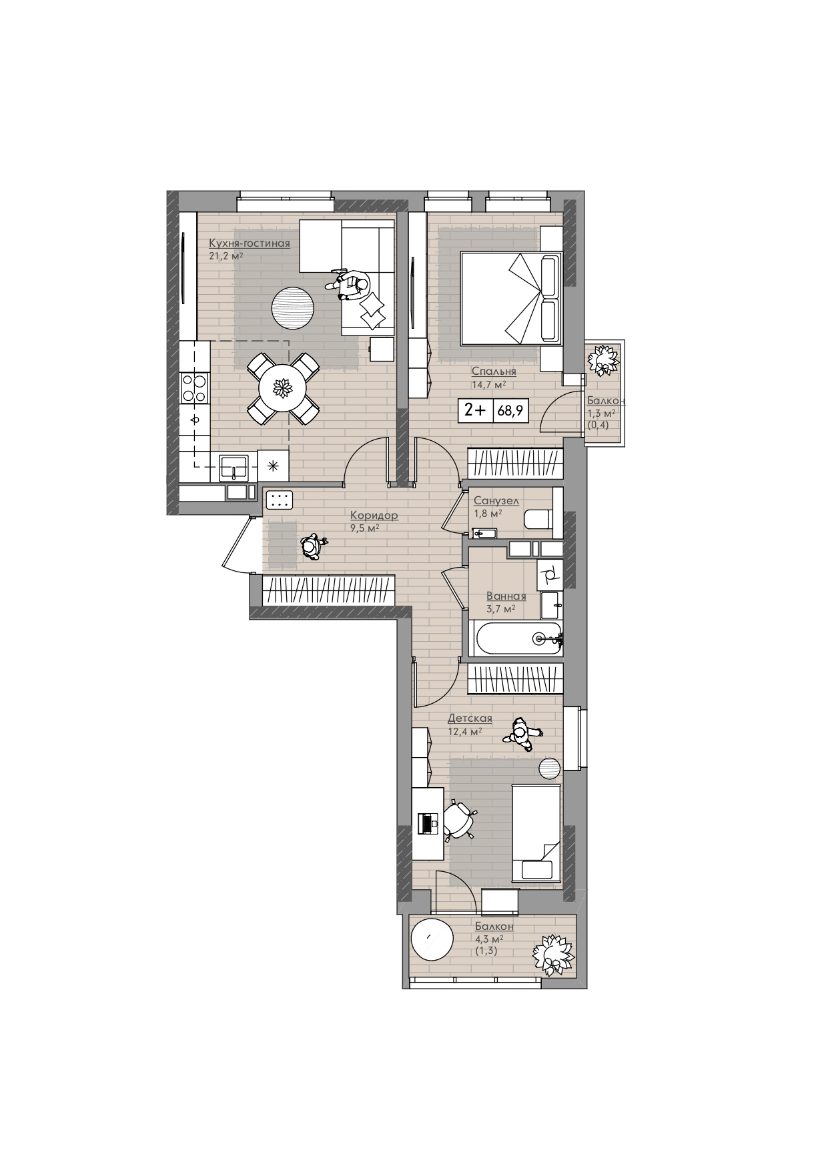 Кухня-гостиная
21,2 м²
Спальня
14,7 м²
2+ 68,9
Балкон
1,3 м²
(0,4)
Санузел
1,8 м²
Коридор
9,5 м²
Ванная
3,7 м²
Детская
12,4 м²
Балкон
4,3 м²
(1,3)